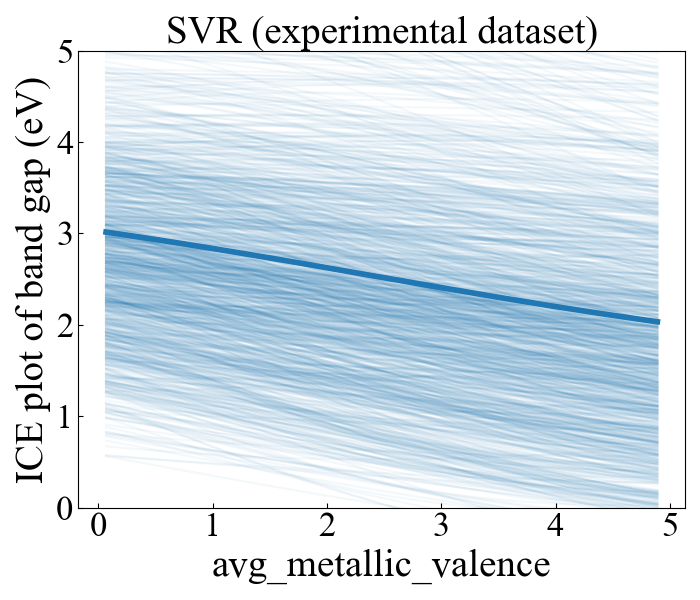 SVR (experimental dataset)
ICE plot of band gap (eV)
5
4
3
2
1
0
0 1 2 3 4 5
avg_metallic_valence